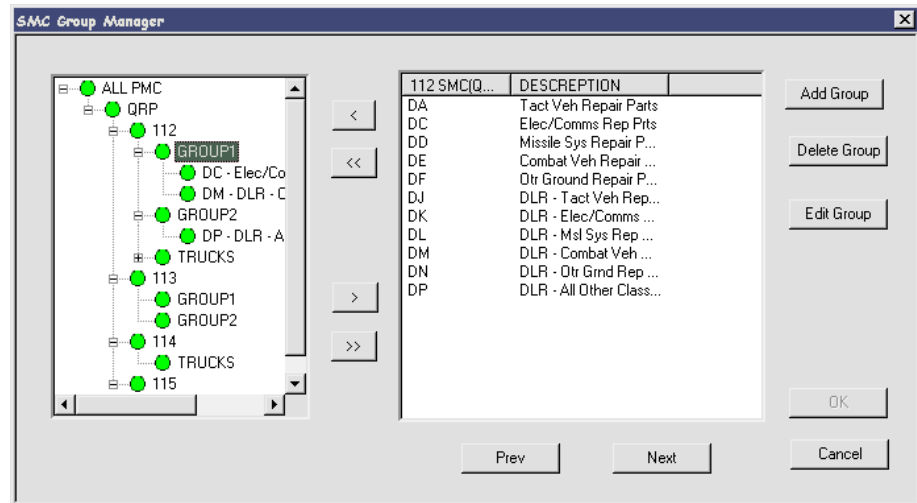 SMC Group Manager
ALL PMC
QRP
112
GROUP1
DC - Elec/Co
DM - DLR - C
GROUP2
DP - DLR - A
TRUCKS
113
GROUP1
GROUP2
114
TRUCKS
115
<
<<
>
>>
112 SMC(Q... DESCREPTION
DA Tact Veh Repair Parts
DC Elec/Comms Rep Prts
DD Missile Sys Repair P...
DE Combat Veh Repair ...
DF Otr Ground Repair P...
DJ DLR - Tact Veh Rep...
DK DLR - Elec/Comms ...
DL DLR - Msl Sys Rep ...
DM DLR - Combat Veh ...
DN DLR - Otr Grnd Rep ...
DP DLR - All Other Class...
Add Group
Delete Group
Edit Group
OK
Cancel
Prev Next